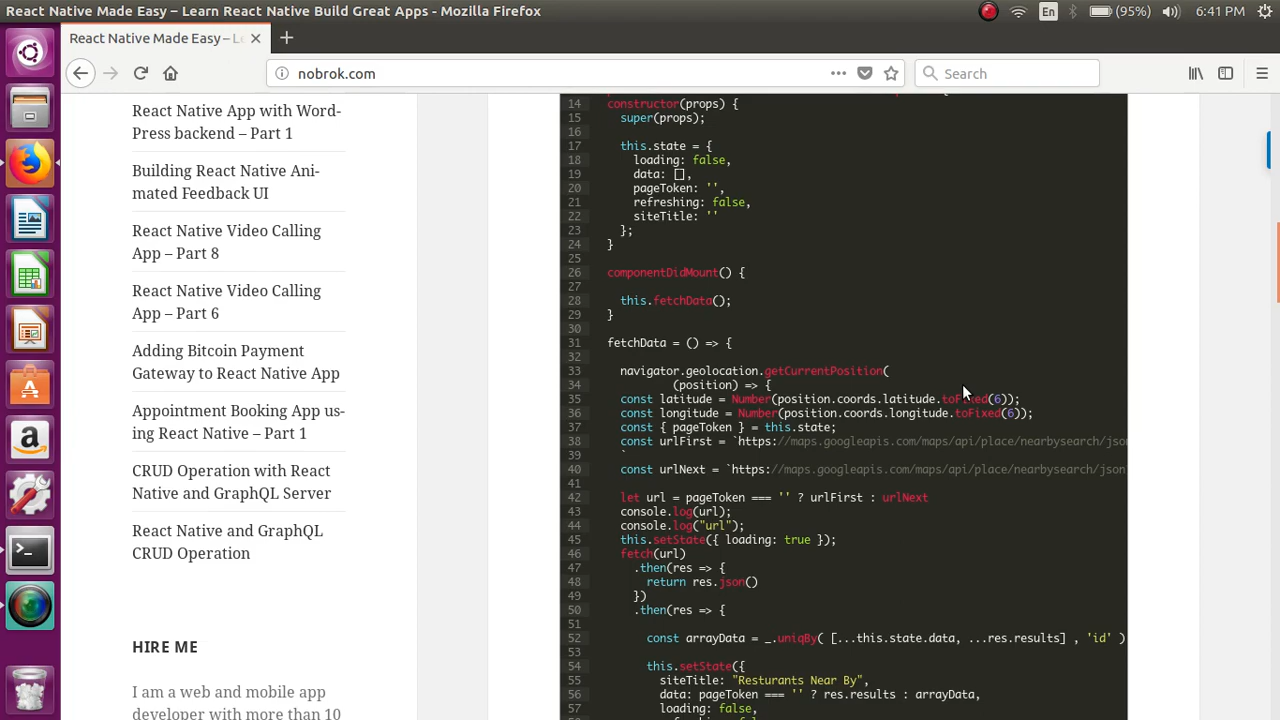 React Native Made Easy – Learn React Native Build Great Apps - Mozilla Firefox
En
(95%)
6:41 PM
React Native Made Easy – Le
nobrok.com
Search
React Native App with Word-
Press backend – Part 1
Building React Native Ani-
mated Feedback UI
React Native Video Calling
App – Part 8
React Native Video Calling
App – Part 6
Adding Bitcoin Payment
Gateway to React Native App
Appointment Booking App us-
ing React Native – Part 1
CRUD Operation with React
Native and GraphQL Server
React Native and GraphQL
CRUD Operation
HIRE ME
I am a web and mobile app
developer with more than 10
14 constructor(props) {
15 super(props);
16
17 this.state = {
18 loading: false,
19 data: [],
20 pageToken: '',
21 refreshing: false,
22 siteTitle: ''
23 };
24 }
25
26 componentDidMount() {
27
28 this.fetchData();
29 }
30
31 fetchData = () => {
32
33 navigator.geolocation.getCurrentPosition(
34 (position) => {
35 const latitude = Number(position.coords.latitude.toFixed(6));
36 const longitude = Number(position.coords.longitude.toFixed(6));
37 const { pageToken } = this.state;
38 const urlFirst = `https://maps.googleapis.com/maps/api/place/nearbysearch/json
39 `
40 const urlNext = `https://maps.googleapis.com/maps/api/place/nearbysearch/json
41
42 let url = pageToken === '' ? urlFirst : urlNext
43 console.log(url);
44 console.log("url");
45 this.setState({ loading: true });
46 fetch(url)
47 .then(res => {
48 return res.json()
49 })
50 .then(res => {
51
52 const arrayData = _.uniqBy( [...this.state.data, ...res.results] , 'id' )
53
54 this.setState({
55 siteTitle: "Resturants Near By",
56 data: pageToken === '' ? res.results : arrayData,
57 loading: false,